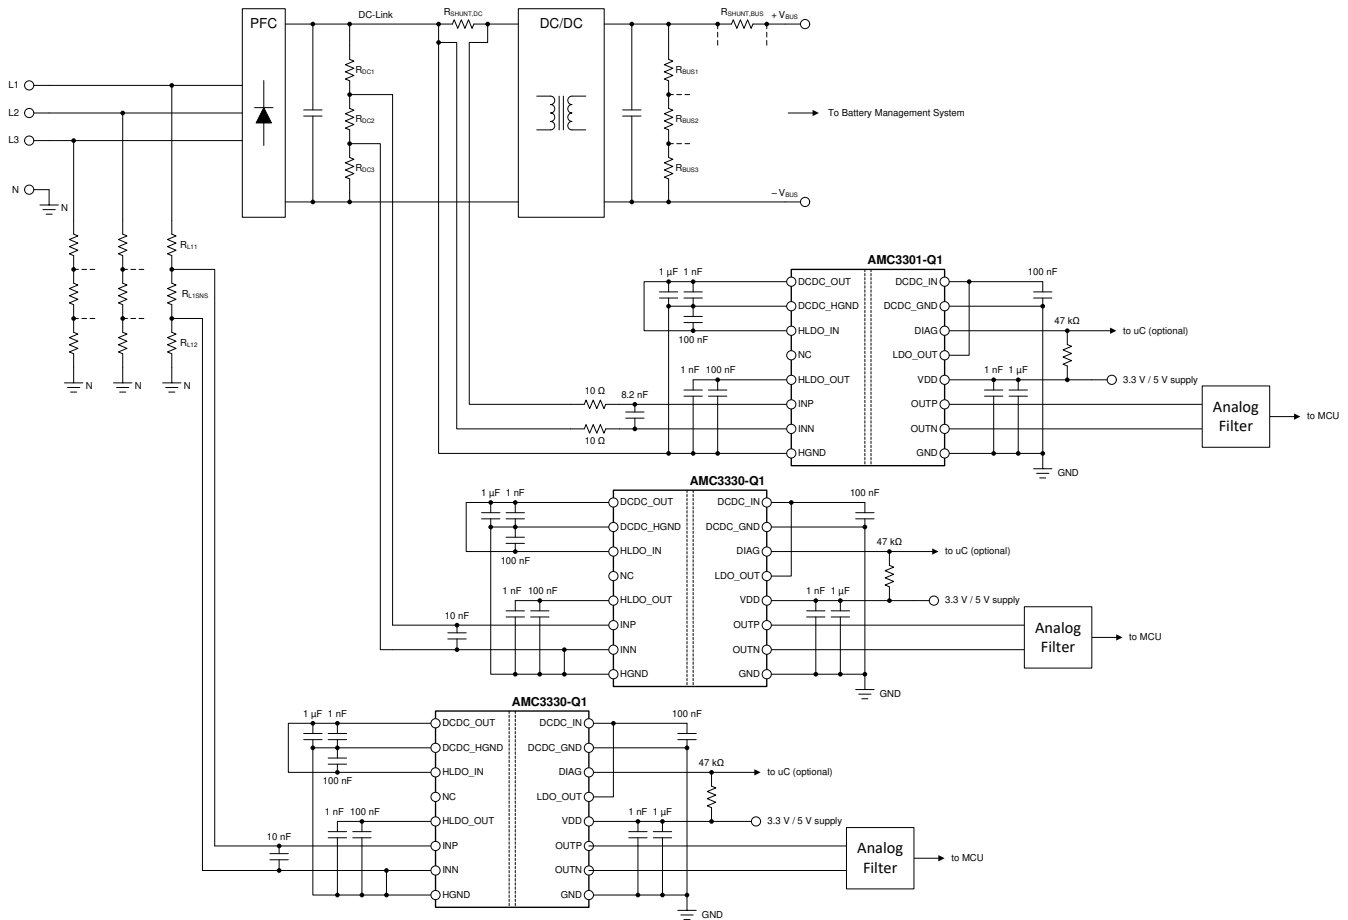 PFC
DC-Link
RSHUNT,DC
DC/DC
RSHUNT,BUS
+ VBUS
L1
L2
L3
N
N
RDC1
RDC2
RDC3
RBUS1
RBUS2
RBUS3
To Battery Management System
– VBUS
RL11
RL1SNS
RL12
N
N
N
AMC3301-Q1
1 µF
1 nF
100 nF
1 nF
100 nF
10 Ω
8.2 nF
10 Ω
DCDC_OUT
DCDC_HGND
HLDO_IN
NC
HLDO_OUT
INP
INN
HGND
DCDC_IN
DCDC_GND
DIAG
LDO_OUT
VDD
OUTP
OUTN
GND
100 nF
47 kΩ
to uC (optional)
1 nF
1 µF
3.3 V / 5 V supply
Analog
Filter
to MCU
GND
AMC3330-Q1
1 µF
1 nF
100 nF
1 nF
100 nF
10 nF
DCDC_OUT
DCDC_HGND
HLDO_IN
NC
HLDO_OUT
INP
INN
HGND
DCDC_IN
DCDC_GND
DIAG
LDO_OUT
VDD
OUTP
OUTN
GND
100 nF
47 kΩ
to uC (optional)
1 nF
1 µF
3.3 V / 5 V supply
Analog
Filter
to MCU
GND
AMC3330-Q1
1 µF
1 nF
100 nF
1 nF
100 nF
10 nF
DCDC_OUT
DCDC_HGND
HLDO_IN
NC
HLDO_OUT
INP
INN
HGND
DCDC_IN
DCDC_GND
DIAG
LDO_OUT
VDD
OUTP
OUTN
GND
100 nF
47 kΩ
to uC (optional)
1 nF
1 µF
3.3 V / 5 V supply
Analog
Filter
to MCU
GND